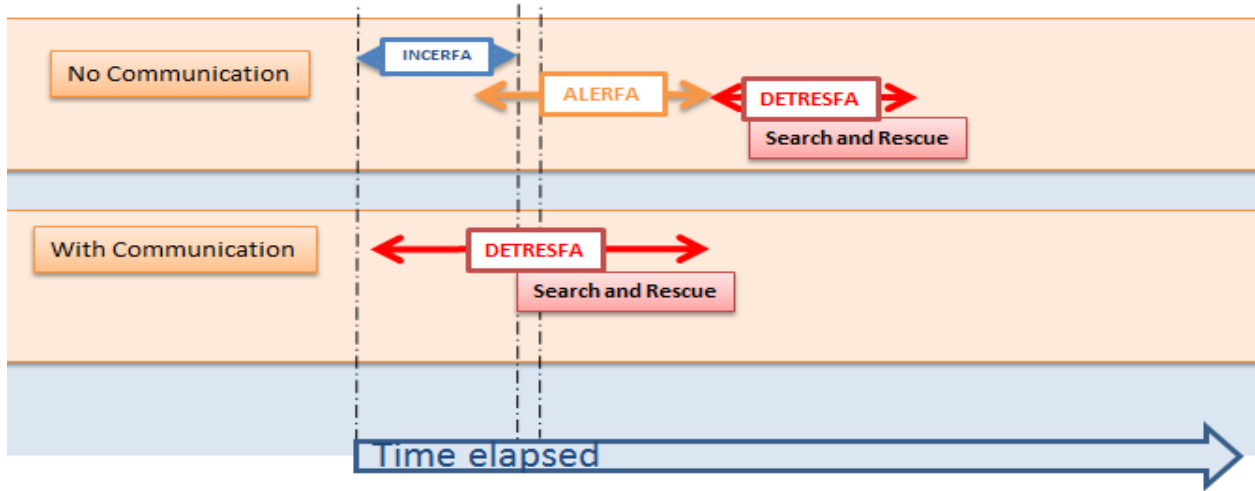 No Communication
INCERFA
ALERFA
DETRESFA
Search and Rescue
With Communication
DETRESFA
Search and Rescue
Time elapsed